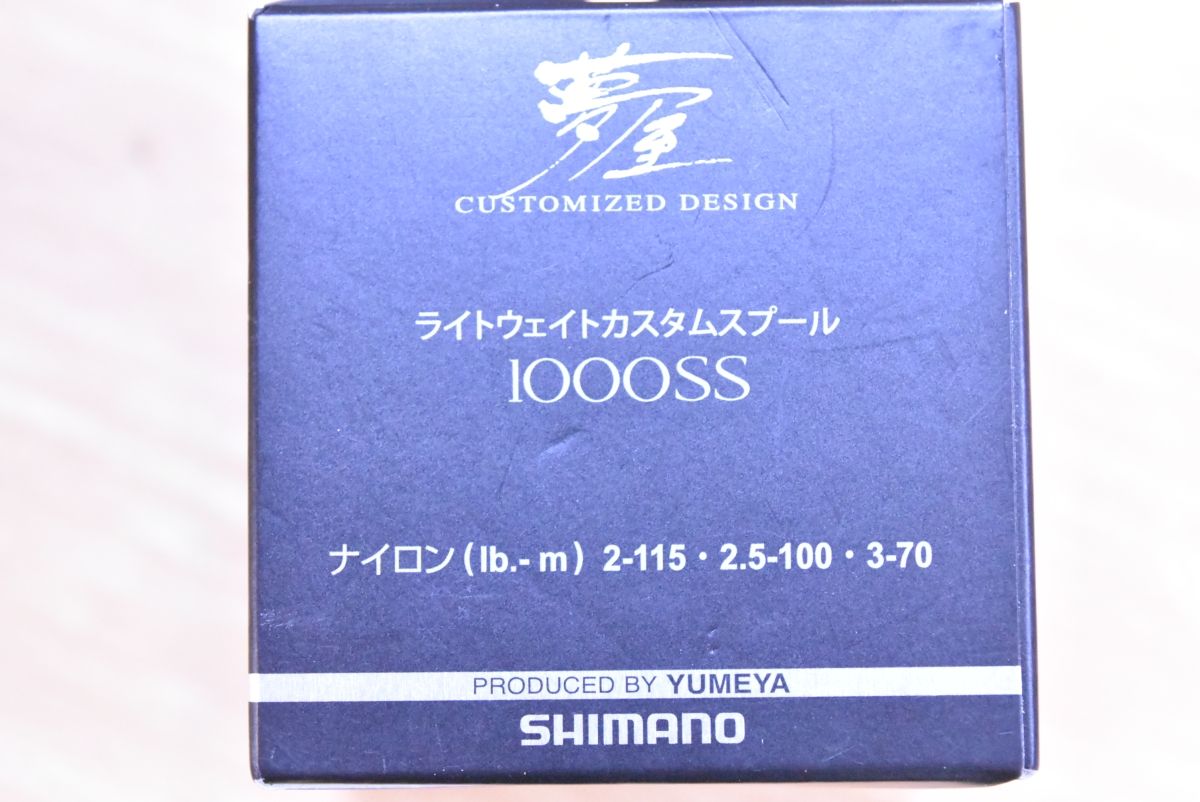 夢屋
CUSTOMIZED DESIGN
ライトウェイトカスタムスプール
1000SS
ナイロン(lb.-m) 2-115・2.5-100・3-70
PRODUCED BY YUMEYA
SHIMANO